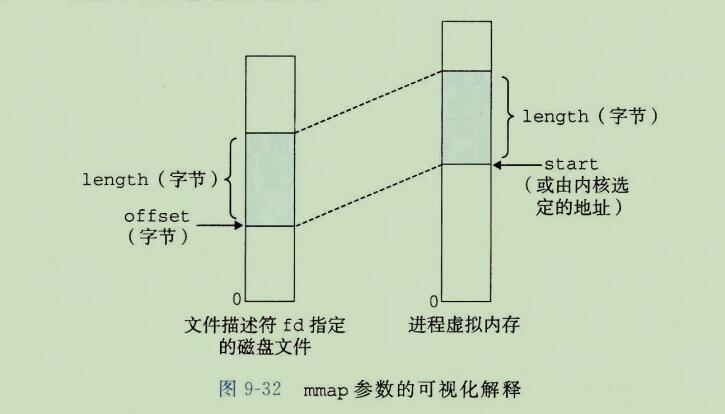 length（字节）
length（字节）
start
（或由内核选
定的地址）
offset
（字节）
0
0
文件描述符 fd 指定
的磁盘文件
进程虚拟内存
图 9-32 mmap 参数的可视化解释